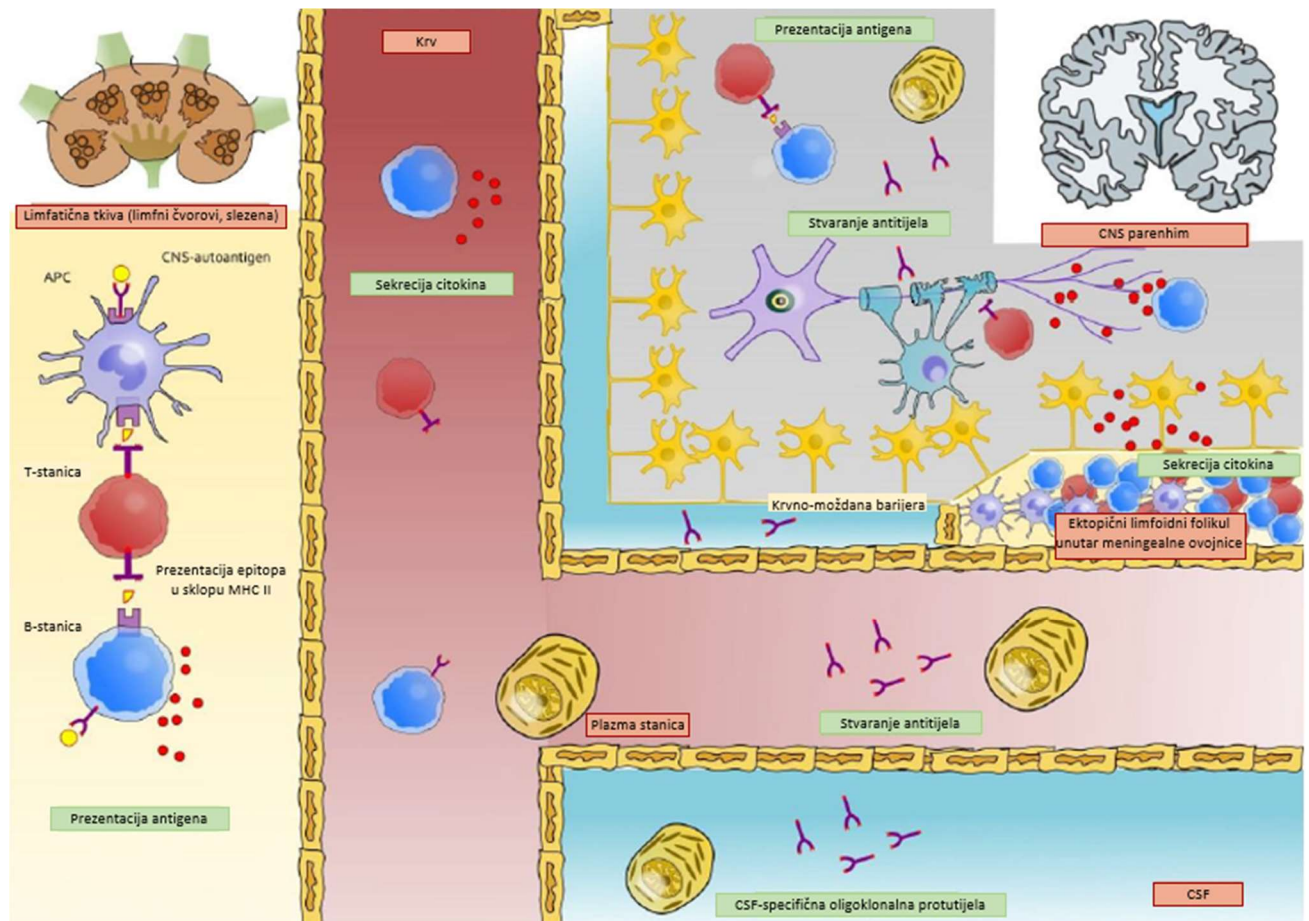 Limfatična tkiva (limfni čvorovi, slezena)
CNS-autoantigen
APC
T-stanica
Prezentacija epitopa
u sklopu MHC II
B-stanica
Prezentacija antigena
Krv
Sekrecija citokina
Prezentacija antigena
Stvaranje antitijela
CNS parenhim
Sekrecija citokina
Krvno-moždana barijera
Ektopični limfoidni folikul
unutar meningealne ovojnice
Plazma stanica
Stvaranje antitijela
CSF-specifična oligoklonalna protutijela
CSF